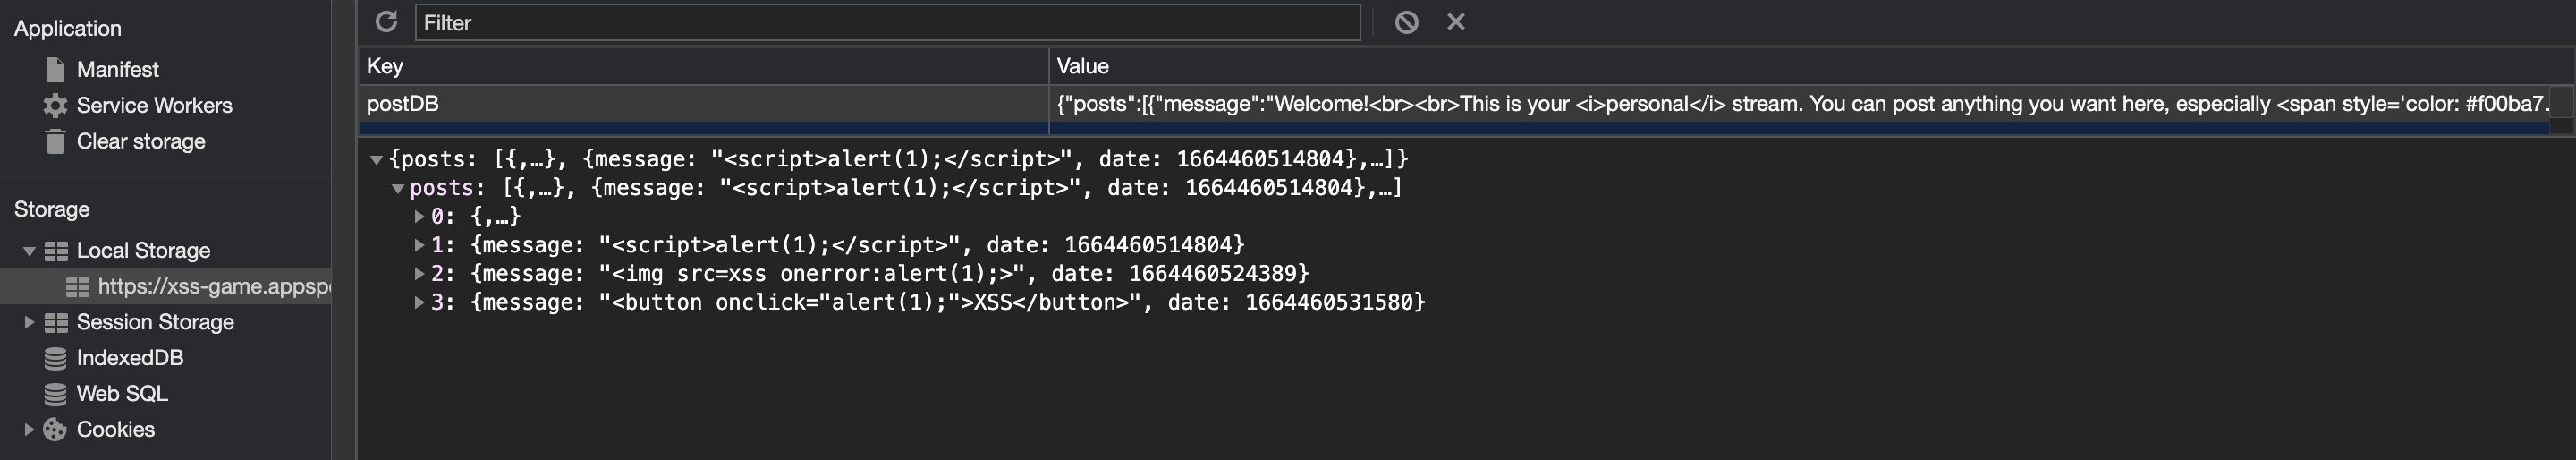 Application
Manifest
Service Workers
Clear storage
Storage
Local Storage
https://xss-game.appsp
Session Storage
IndexedDB
Web SQL
Cookies
Filter
Key Value
postDB {"posts":[{"message":"Welcome!<br><br>This is your <i>personal</i> stream. You can post anything you want here, especially <span style='color: #f00ba7…
{posts: [{,…}, {message: "<script>alert(1);</script>", date: 1664460514804},…]}
posts: [{,…}, {message: "<script>alert(1);</script>", date: 1664460514804},…]
0: {,…}
1: {message: "<script>alert(1);</script>", date: 1664460514804}
2: {message: "<img src=xss onerror:alert(1);>", date: 1664460524389}
3: {message: "<button onclick="alert(1);">XSS</button>", date: 1664460531580}